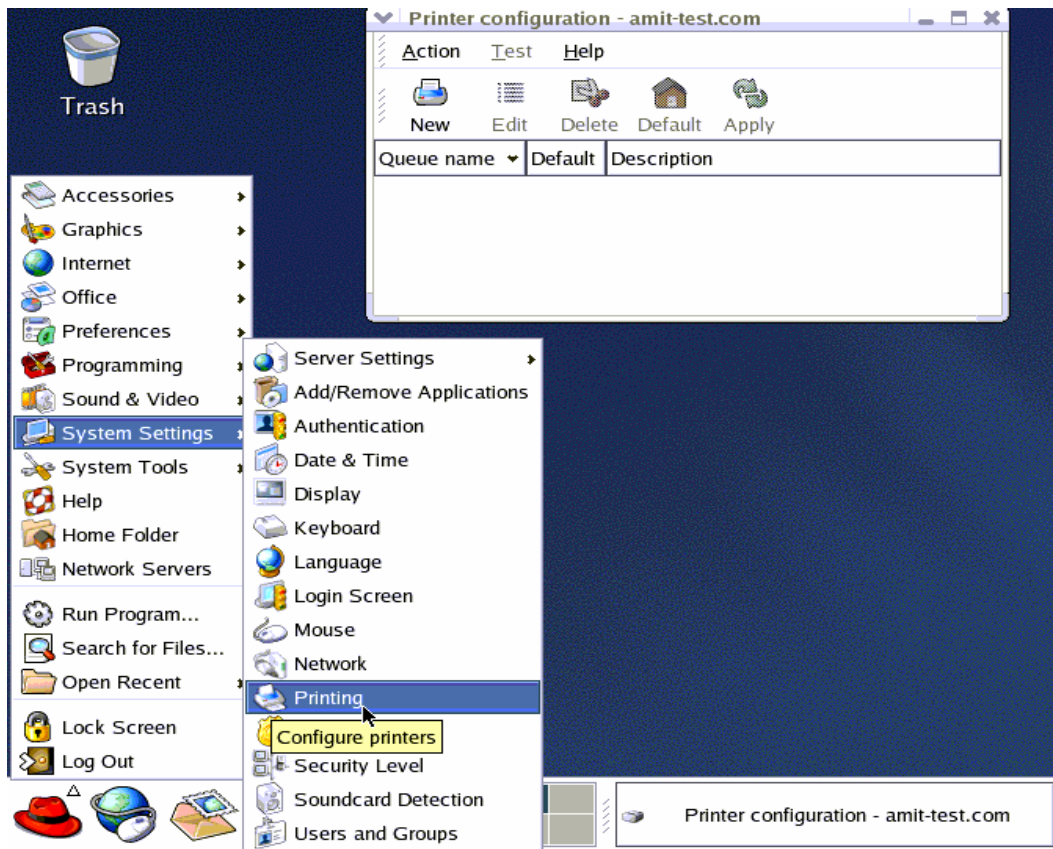 Trash
Printer configuration - amit-test.com
Action Test Help
New Edit Delete Default Apply
Queue name Default Description
Accessories
Graphics
Internet
Office
Preferences
Programming
Sound & Video
System Settings
System Tools
Help
Home Folder
Network Servers
Run Program...
Search for Files...
Open Recent
Lock Screen
Log Out
Server Settings
Add/Remove Applications
Authentication
Date & Time
Display
Keyboard
Language
Login Screen
Mouse
Network
Printing
Configure printers
Security Level
Soundcard Detection
Users and Groups
Printer configuration - amit-test.com